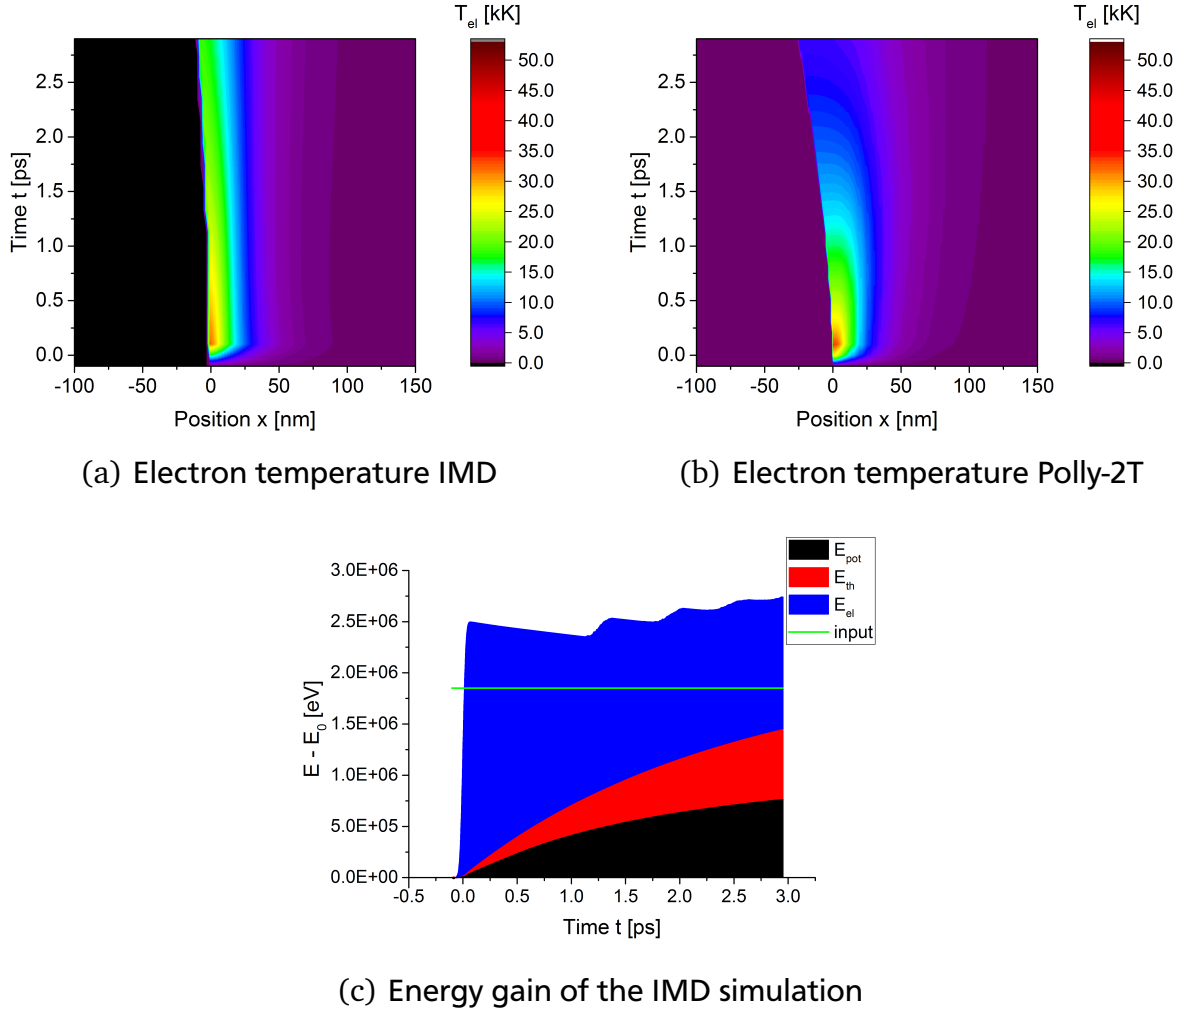 T_el [kK]
50.0
45.0
40.0
35.0
30.0
25.0
20.0
15.0
10.0
5.0
0.0
2.5
2.0
1.5
1.0
0.5
0.0
Time t [ps]
-100 -50 0 50 100 150
Position x [nm]
(a) Electron temperature IMD
T_el [kK]
50.0
45.0
40.0
35.0
30.0
25.0
20.0
15.0
10.0
5.0
0.0
2.5
2.0
1.5
1.0
0.5
0.0
Time t [ps]
-100 -50 0 50 100 150
Position x [nm]
(b) Electron temperature Polly-2T
E_pot
E_th
E_el
input
3.0E+06
2.5E+06
2.0E+06
1.5E+06
1.0E+06
5.0E+05
0.0E+00
E - E_0 [eV]
-0.5 0.0 0.5 1.0 1.5 2.0 2.5 3.0
Time t [ps]
(c) Energy gain of the IMD simulation